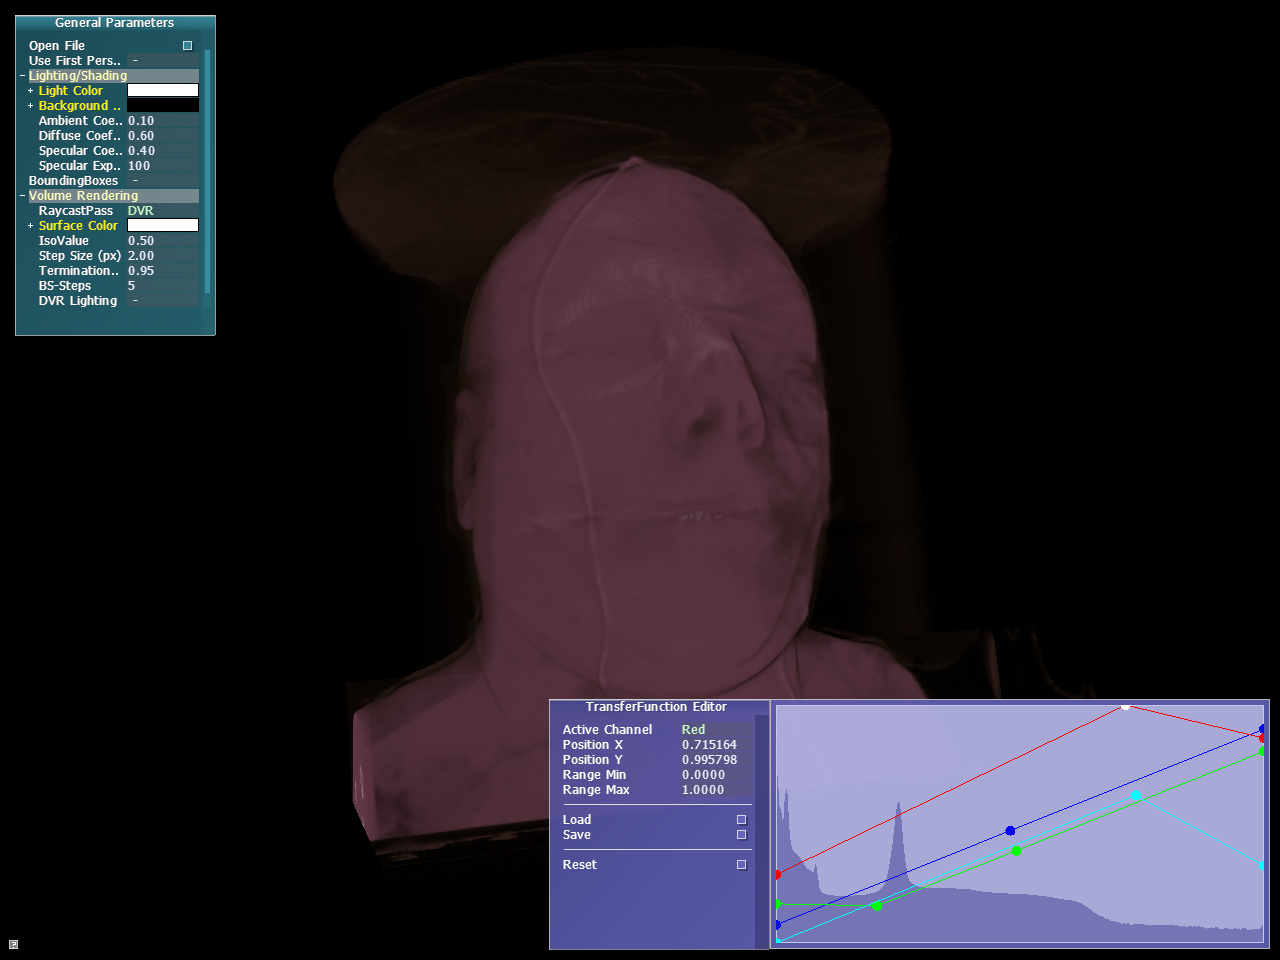 General Parameters
Open File
Use First Pers.. -
- Lighting/Shading
+ Light Color
+ Background ..
Ambient Coe.. 0.10
Diffuse Coef.. 0.60
Specular Coe.. 0.40
Specular Exp.. 100
BoundingBoxes -
- Volume Rendering
RaycastPass DVR
+ Surface Color
IsoValue 0.50
Step Size (px) 2.00
Termination.. 0.95
BS-Steps 5
DVR Lighting -
TransferFunction Editor
Active Channel Red
Position X 0.715164
Position Y 0.995798
Range Min 0.0000
Range Max 1.0000
Load
Save
Reset
?